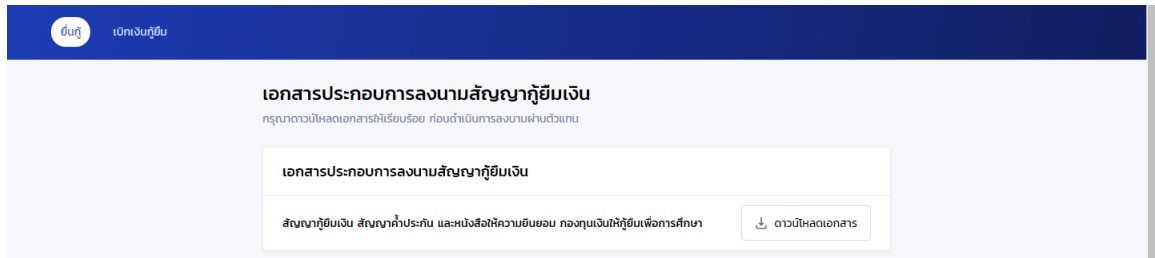 ยื่นกู้
เบิกเงินกู้ยืม
เอกสารประกอบการลงนามสัญญากู้ยืมเงิน
กรุณาดาวน์โหลดเอกสารให้เรียบร้อย ก่อนดำเนินการลงนามผ่านตัวแทน
เอกสารประกอบการลงนามสัญญากู้ยืมเงิน
สัญญากู้ยืมเงิน สัญญาค้ำประกัน และหนังสือให้ความยินยอม กองทุนเงินให้กู้ยืมเพื่อการศึกษา
ดาวน์โหลดเอกสาร